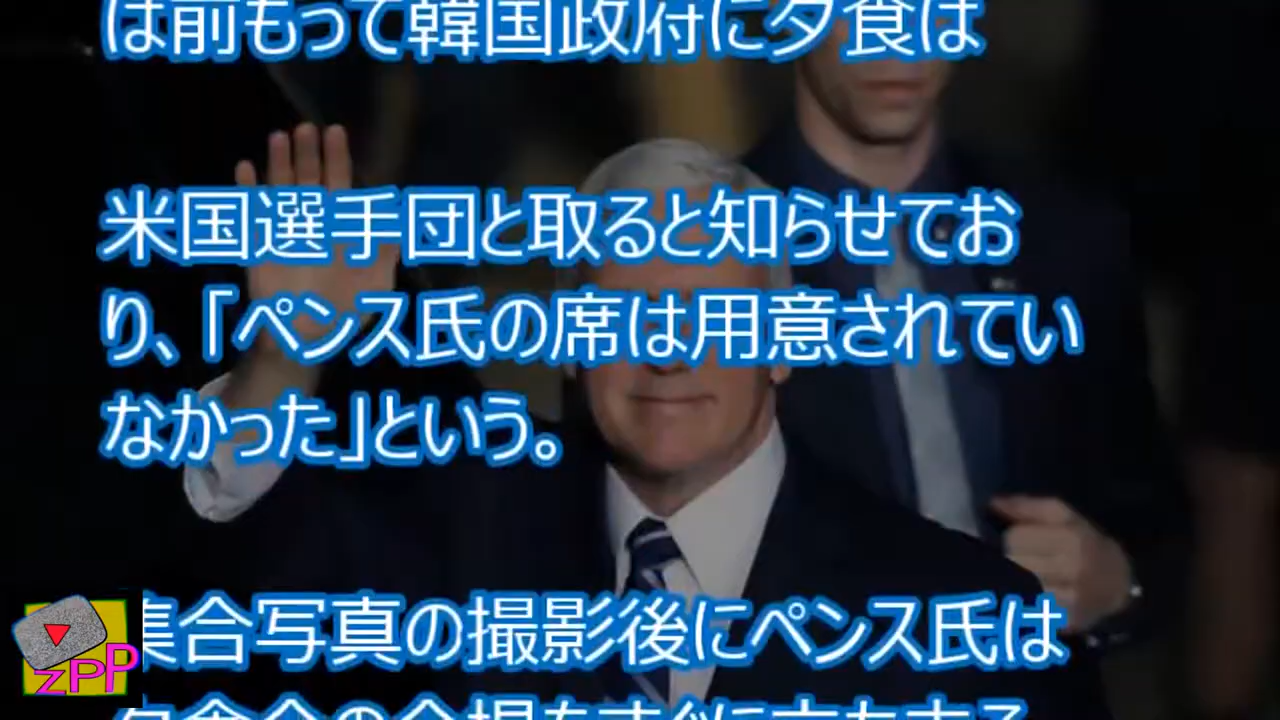 は前もって韓国政府に夕食は
米国選手団と取ると知らせてお
り、「ペンス氏の席は用意されてい
なかった」という。
集合写真の撮影後にペンス氏は
zPP